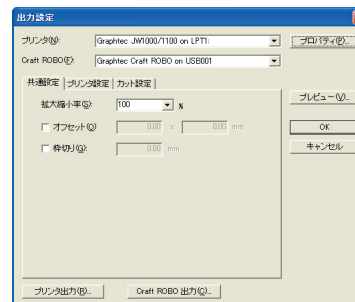 出力設定
プリンタ(N): Graphtec JW1000/1100 on LPT1: プロパティ(P)...
Craft ROBO(F): Graphtec Craft ROBO on USB001
共通設定 プリンタ設定 カット設定
拡大縮小率(S): 100 % プレビュー(V)...
オフセット(O) 0.00 × 0.00 mm OK
枠切り(G): 0.00 mm キャンセル
プリンタ出力(R)... Craft ROBO 出力(C)...